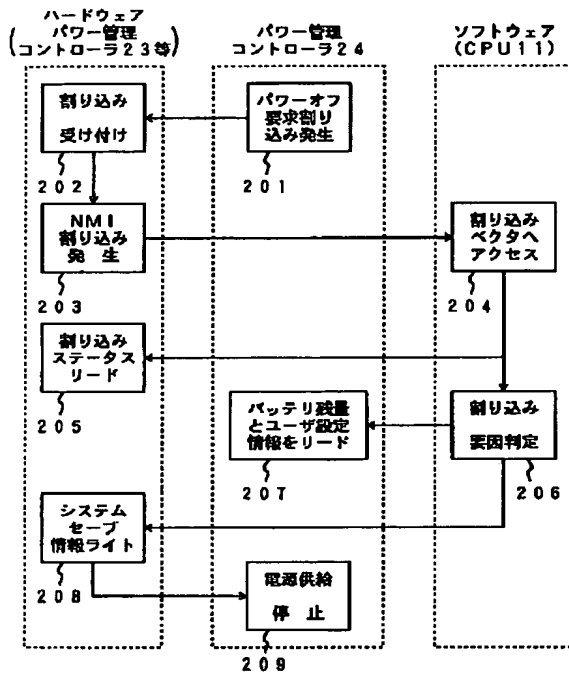 ハードウェア
(パワー管理
コントローラ23等)
パワー管理
コントローラ24
ソフトウェア
(CPU11)
割り込み
受け付け
202
パワーオフ
要求割り
込み発生
201
NMI
割り込み
発 生
203
割り込み
ベクタへ
アクセス
204
割り込み
ステータス
リード
205
バッテリ残量
とユーザ設定
情報をリード
207
割り込み
要因判定
206
システム
セーブ
情報ライト
208
電源供給
停 止
209